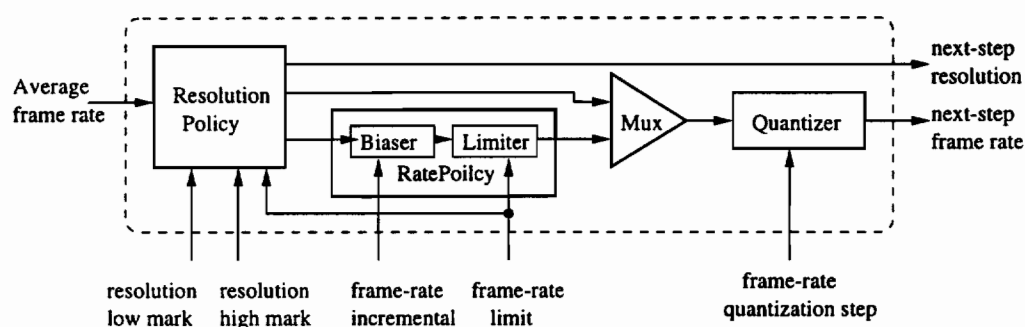 next-step
resolution
Average
frame rate
Resolution
Policy
Mux
Quantizer
next-step
frame rate
Biaser
Limiter
RatePoilcy
resolution
low mark
resolution
high mark
frame-rate
incremental
frame-rate
limit
frame-rate
quantization step